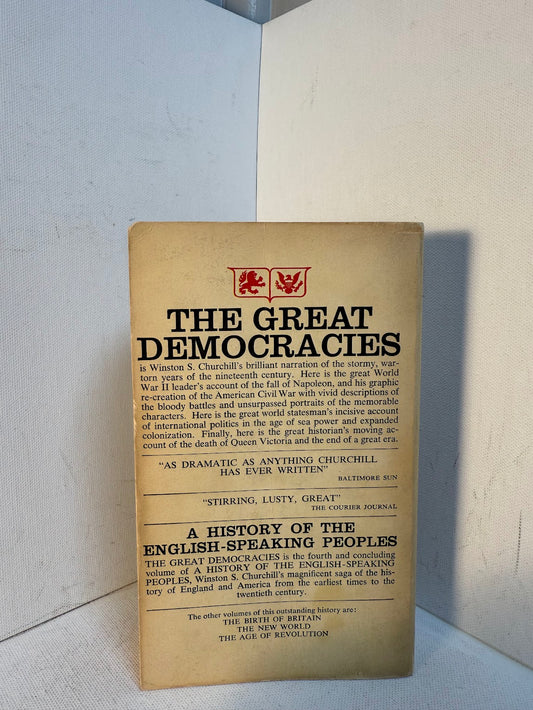 THE GREAT
DEMOCRACIES
is Winston S. Churchill's brilliant narration of the stormy, war-
torn years of the nineteenth century. Here is the great World
War II leader's account of the fall of Napoleon, and his graphic
re-creation of the American Civil War with vivid descriptions of
the bloody battles and unsurpassed portraits of the memorable
characters. Here is the great world statesman's incisive account
of international politics in the age of sea power and expanded
colonization. Finally, here is the great historian's moving ac-
count of the death of Queen Victoria and the end of a great era.
"AS DRAMATIC AS ANYTHING CHURCHILL
HAS EVER WRITTEN"
BALTIMORE SUN
"STIRRING, LUSTY, GREAT"
THE COURIER JOURNAL
A HISTORY OF THE
ENGLISH-SPEAKING PEOPLES
THE GREAT DEMOCRACIES is the fourth and concluding
volume of A HISTORY OF THE ENGLISH-SPEAKING
PEOPLES, Winston S. Churchill's magnificent saga of the his-
tory of England and America from the earliest times to the
twentieth century.
The other volumes of this outstanding history are:
THE BIRTH OF BRITAIN
THE NEW WORLD
THE AGE OF REVOLUTION